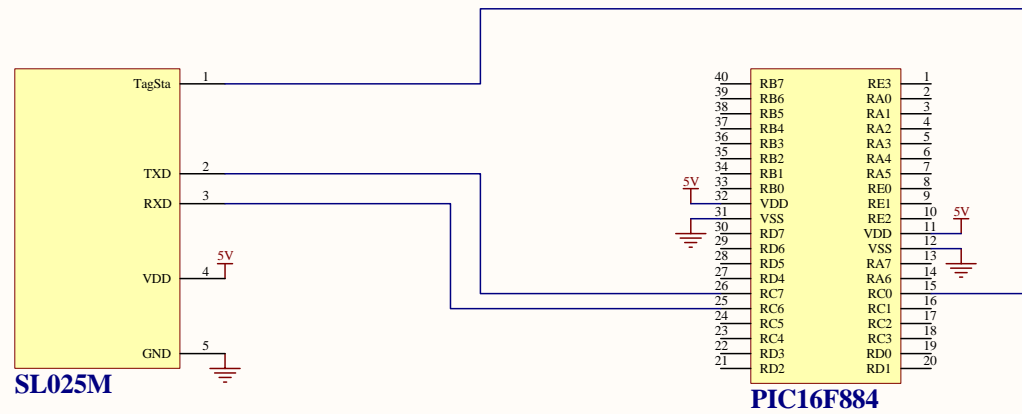 TagSta 1
TXD 2
RXD 3
5V
VDD 4
GND 5
SL025M
40 RB7 RE3 1
39 RB6 RA0 2
38 RB5 RA1 3
37 RB4 RA2 4
36 RB3 RA3 5
35 RB2 RA4 6
34 RB1 RA5 7
33 RB0 RE0 8
5V
32 VDD RE1 9
31 VSS RE2 10
5V
30 RD7 VDD 11
29 RD6 VSS 12
28 RD5 RA7 13
27 RD4 RA6 14
26 RC7 RC0 15
25 RC6 RC1 16
24 RC5 RC2 17
23 RC4 RC3 18
22 RD3 RD0 19
21 RD2 RD1 20
PIC16F884